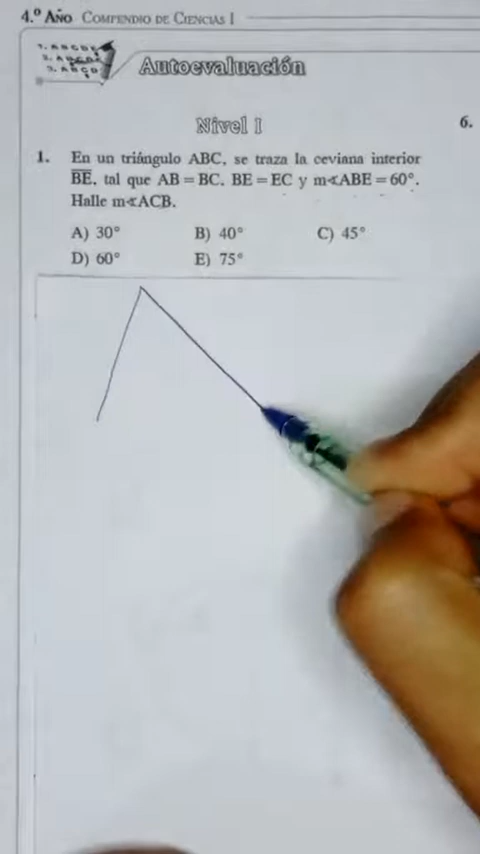 4.º Año Compendio de Ciencias I
Autoevaluación
Nivel I
6.
1. En un triángulo ABC, se traza la ceviana interior
BE, tal que AB = BC, BE = EC y m∢ABE = 60°.
Halle m∢ACB.
A) 30° B) 40° C) 45°
D) 60° E) 75°